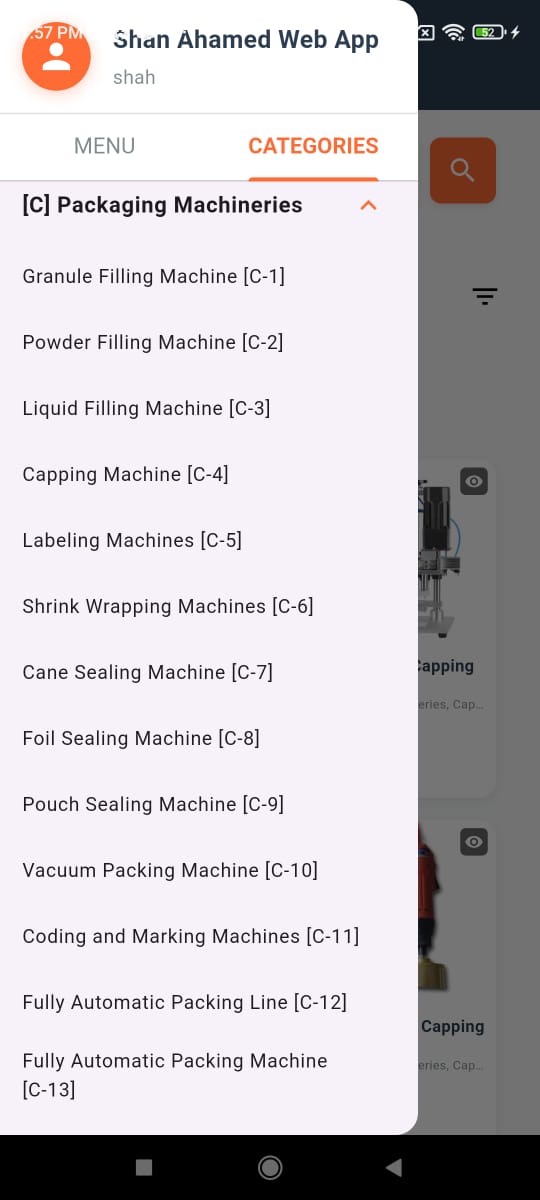 :57 PM
Shan Ahamed Web App
52
shah
MENU
CATEGORIES
[C] Packaging Machineries
Granule Filling Machine [C-1]
Powder Filling Machine [C-2]
Liquid Filling Machine [C-3]
Capping Machine [C-4]
Labeling Machines [C-5]
Shrink Wrapping Machines [C-6]
Cane Sealing Machine [C-7]
Capping
eries, Cap...
Foil Sealing Machine [C-8]
Pouch Sealing Machine [C-9]
Vacuum Packing Machine [C-10]
Coding and Marking Machines [C-11]
Fully Automatic Packing Line [C-12]
Capping
eries, Cap...
Fully Automatic Packing Machine
[C-13]